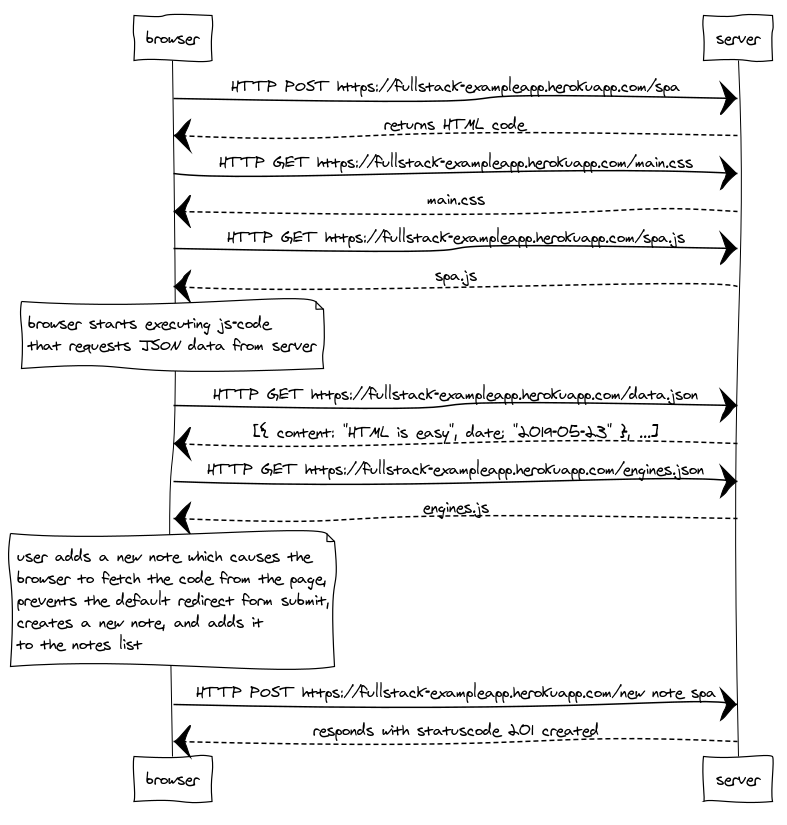 browser server
HTTP POST https://fullstack-exampleapp.herokuapp.com/spa
returns HTML code
HTTP GET https://fullstack-exampleapp.herokuapp.com/main.css
main.css
HTTP GET https://fullstack-exampleapp.herokuapp.com/spa.js
spa.js
browser starts executing js-code
that requests JSON data from server
HTTP GET https://fullstack-exampleapp.herokuapp.com/data.json
[{ content: "HTML is easy", date: "2019-05-23" }, ...]
HTTP GET https://fullstack-exampleapp.herokuapp.com/engines.json
engines.js
user adds a new note which causes the
browser to fetch the code from the page,
prevents the default redirect form submit,
creates a new note, and adds it
to the notes list
HTTP POST https://fullstack-exampleapp.herokuapp.com/new note spa
responds with statuscode 201 created
browser server